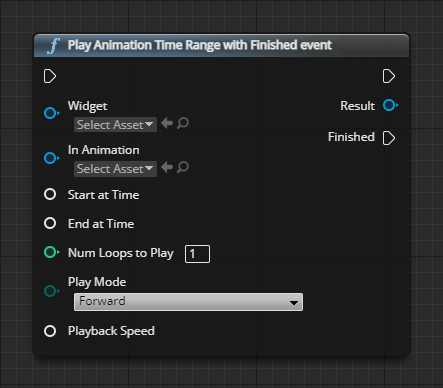 f Play Animation Time Range with Finished event
Widget
Select Asset
Result
Finished
In Animation
Select Asset
Start at Time
End at Time
Num Loops to Play 1
Play Mode
Forward
Playback Speed